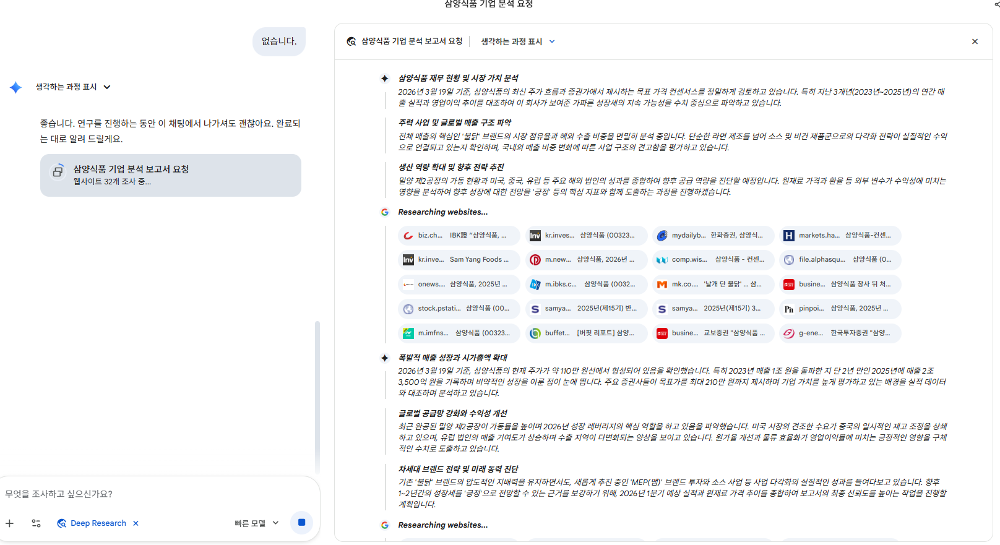 삼양식품 기업 분석 요청
없습니다.
생각하는 과정 표시
좋습니다. 연구를 진행하는 동안 이 채팅에서 나가셔도 괜찮아요. 완료되
는 대로 알려 드릴게요.
삼양식품 기업 분석 보고서 요청
웹사이트 32개 조사 중...
무엇을 조사하고 싶으신가요?
Deep Research
빠른 모델
삼양식품 기업 분석 보고서 요청
생각하는 과정 표시
삼양식품 재무 현황 및 시장 가치 분석
2026년 3월 19일 기준, 삼양식품의 최신 주가 흐름과 증권가에서 제시하는 목표 가격 컨센서스를 정밀하게 검토하고 있습니다. 특히 지난 3개년(2023년~2025년)의 연간 매
출 실적과 영업이익 추이를 대조하여 이 회사가 보여준 가파른 성장세의 지속 가능성을 수치 중심으로 파악하고 있습니다.
주력 사업 및 글로벌 매출 구조 파악
전체 매출의 핵심인 '불닭' 브랜드의 시장 점유율과 해외 수출 비중을 면밀히 분석 중입니다. 단순한 라면 제조를 넘어 소스 및 비건 제품군으로의 다각화 전략이 실질적인 수익
으로 연결되고 있는지 확인하며, 국내외 매출 비중 변화에 따른 사업 구조의 견고함을 평가하고 있습니다.
생산 역량 확대 및 향후 전략 추진
밀양 제2공장의 가동 현황과 미국, 중국, 유럽 등 주요 해외 법인의 성과를 종합하여 향후 공급 역량을 진단할 예정입니다. 원재료 가격과 환율 등 외부 변수가 수익성에 미치는
영향을 분석하여 향후 성장에 대한 전망을 '긍정' 등의 핵심 지표와 함께 도출하는 과정을 진행하겠습니다.
Researching websites...
biz.ch... IBK證 “삼양식품, ...
kr.inves... 삼양식품 (00323...
mydailyb... 한화증권, 삼양식...
markets.ha... 삼양식품-컨센...
kr.inve... Sam Yang Foods ...
m.new... 삼양식품, 2026년 ...
comp.wis... 삼양식품 - 컨센...
file.alphasqu... 삼양식품 (0...
onews.... 삼양식품, 2025년 ...
m.ibks.c... 삼양식품 (0032...
mk.co.... '날개 단 불닭' ... 삼...
busine... 삼양식품 창사 뒤 처...
stock.pstati... 삼양식품 (00...
samya... 2025년(제15기) 반...
samya... 2025년(제15기) 3...
pinpoi... 삼양식품, 2025년 ...
m.imfns... 삼양식품 (00323...
buffet... [버핏 리포트] 삼양...
busine... 교보증권 "삼양식품 ...
g-ene... 한국투자증권 "삼양...
폭발적 매출 성장과 시가총액 확대
2026년 3월 19일 기준, 삼양식품의 현재 주가가 약 110만 원선에서 형성되어 있음을 확인했습니다. 특히 2023년 매출 1조 원을 돌파한 지 단 2년 만인 2025년에 매출 2조
3,500억 원을 기록하며 비약적인 성장을 이룬 점이 눈에 띕니다. 주요 증권사들이 목표가를 최대 210만 원까지 제시하며 기업 가치를 높게 평가하고 있는 배경을 실적 데이터
와 대조하며 분석하고 있습니다.
글로벌 공급망 강화와 수익성 개선
최근 완공된 밀양 제2공장이 가동률을 높이며 2026년 성장 레버리지의 핵심 역할을 하고 있음을 파악했습니다. 미국 시장의 견조한 수요가 중국의 일시적인 재고 조정을 상쇄
하고 있으며, 유럽 법인의 매출 기여도가 상승하며 수출 지역이 다변화되는 양상을 보이고 있습니다. 원가율 개선과 물류 효율화가 영업이익률에 미치는 긍정적인 영향을 구체
적인 수치로 도출하고 있습니다.
차세대 브랜드 전략 및 미래 동력 진단
기존 '불닭' 브랜드의 압도적인 지배력을 유지하면서도, 새롭게 추진 중인 'MEP(맵)' 브랜드 투자와 소스 사업 등 사업 다각화의 실질적인 성과를 들여다보고 있습니다. 향후
1~2년간의 성장세를 '긍정'으로 전망할 수 있는 근거를 보강하기 위해, 2026년 1분기 예상 실적과 원재료 가격 추이를 종합하여 보고서의 최종 신뢰도를 높이는 작업을 진행할
계획입니다.
Researching websites...